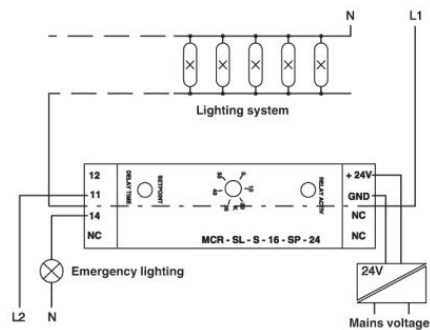 N
L1
Lighting system
12
11
14
NC
DELAY TIME
SETPOINT
RELAY ACTIV
+ 24V
GND
NC
NC
MCR - SL - S - 16 - SP - 24
Emergency lighting
24V
L2
N
Mains voltage